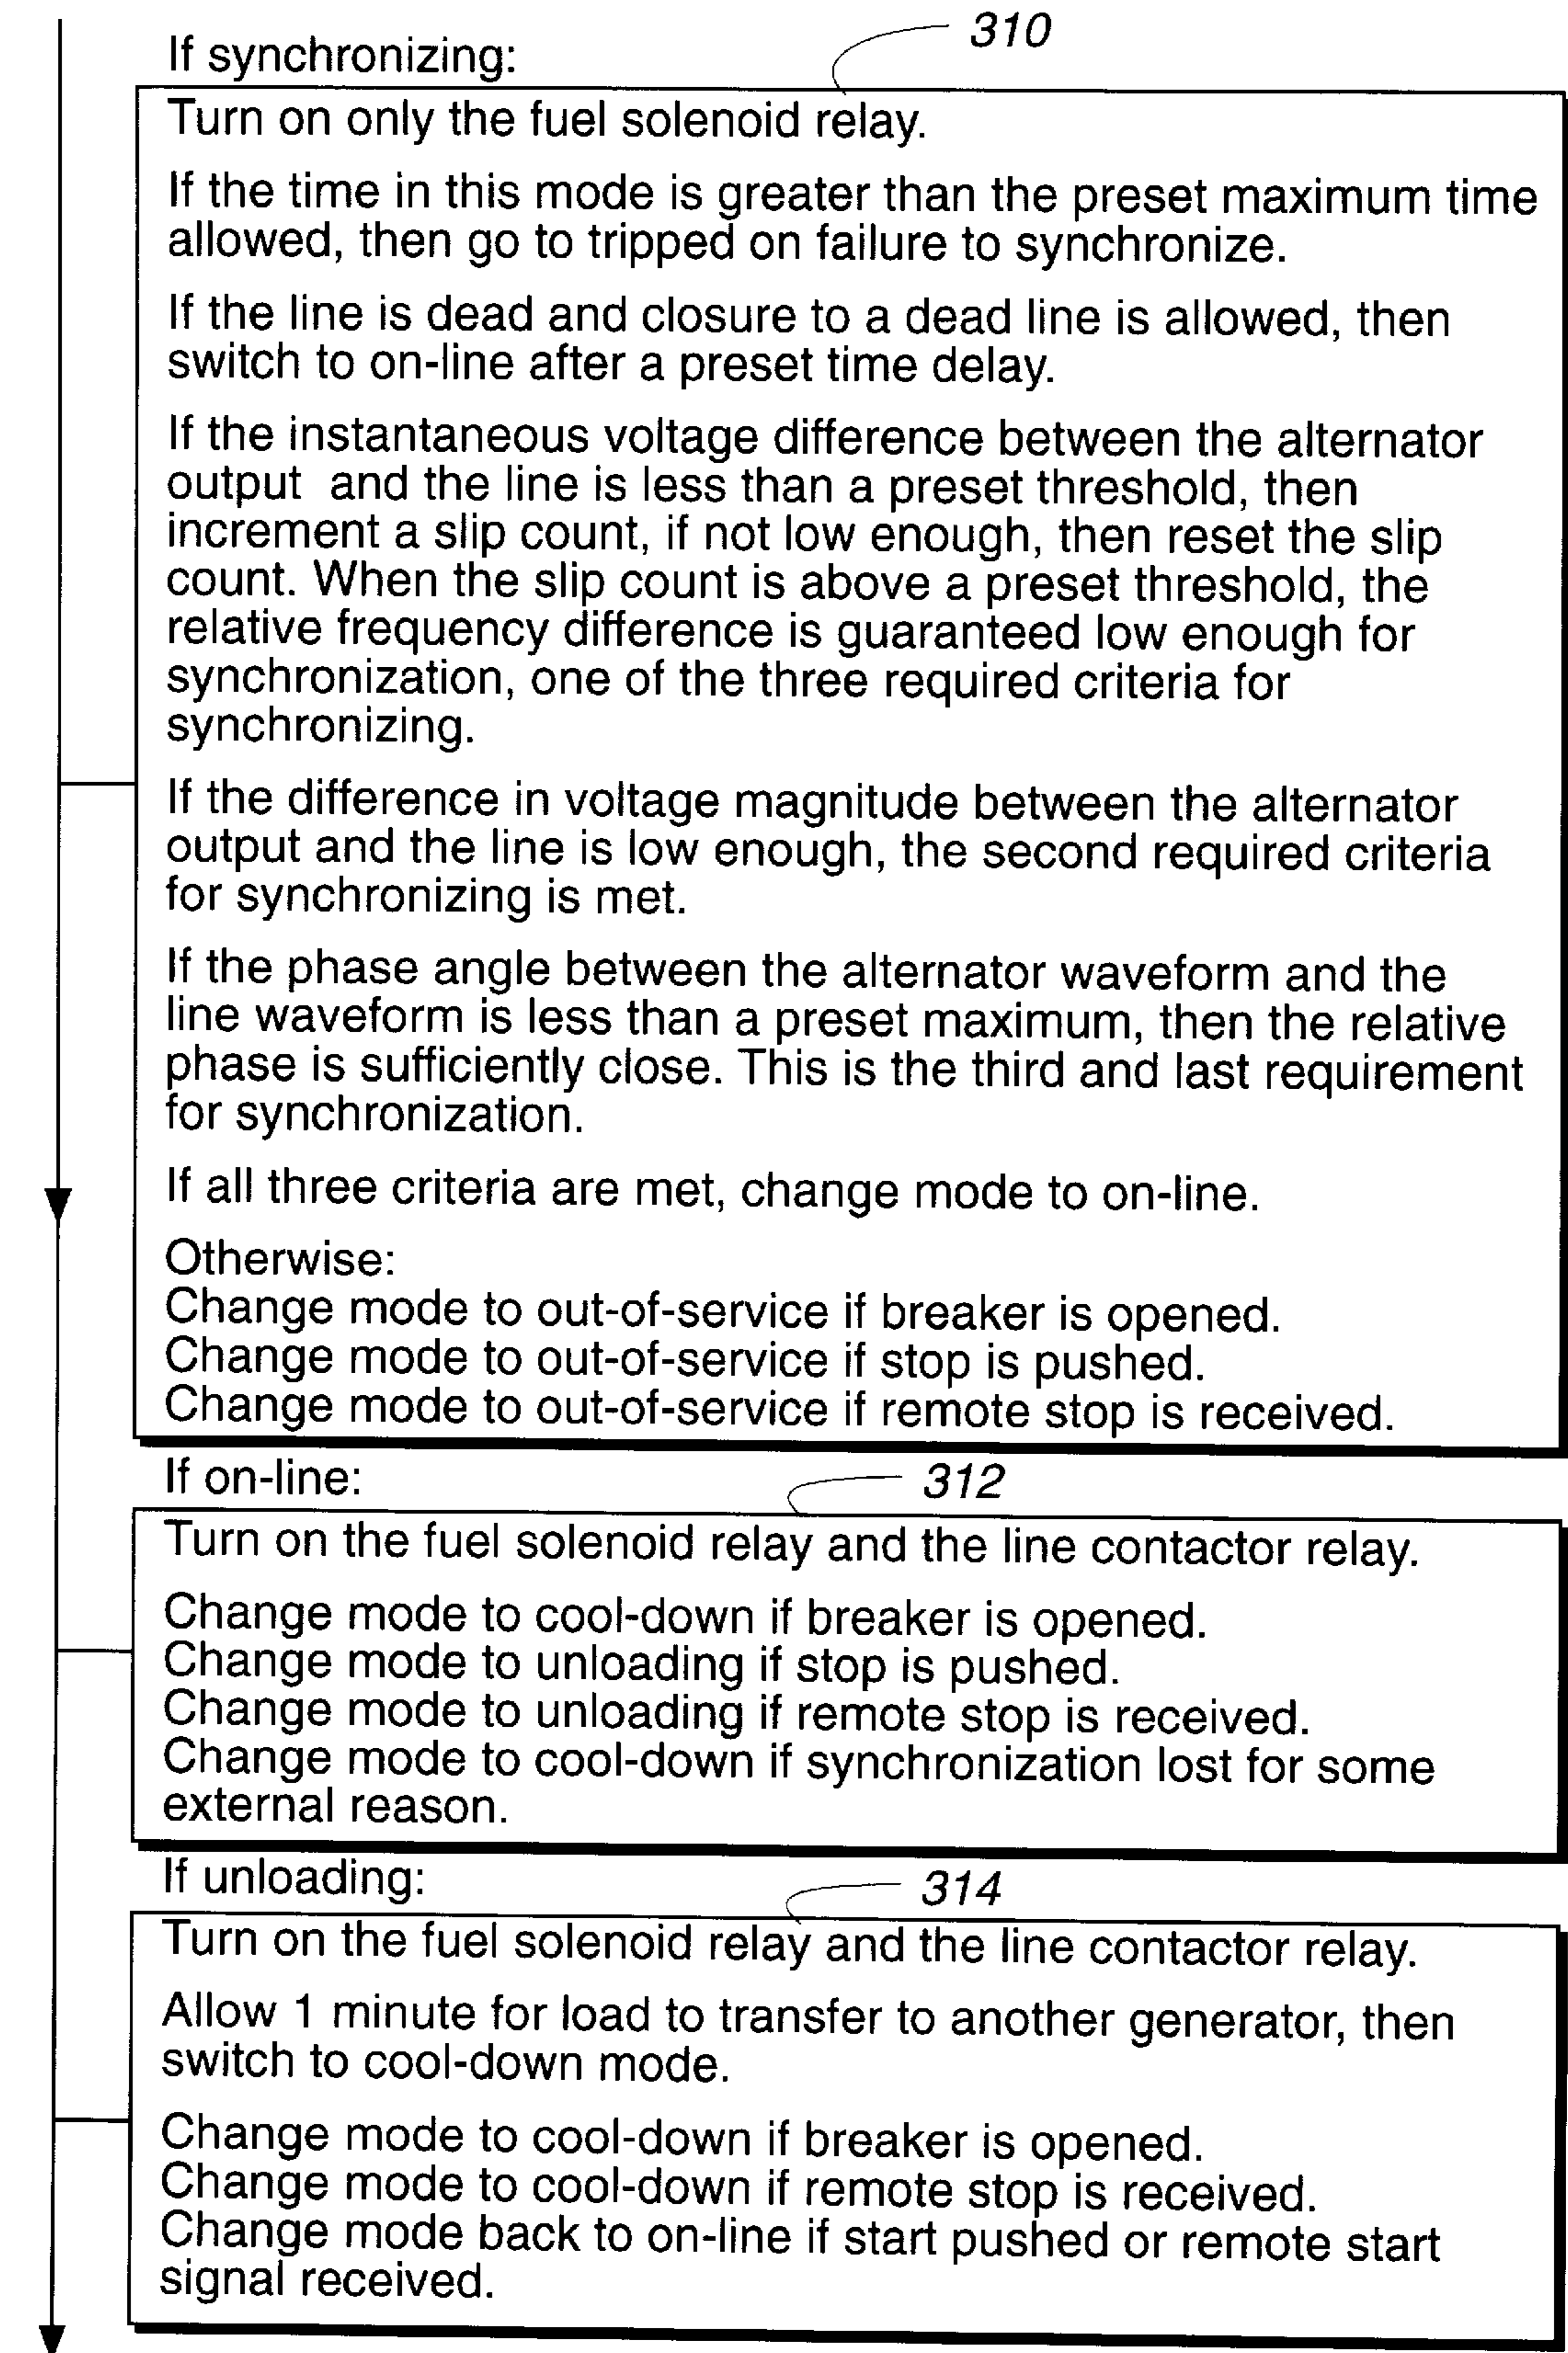 310
If synchronizing:
Turn on only the fuel solenoid relay.
If the time in this mode is greater than the preset maximum time
allowed, then go to tripped on failure to synchronize.
If the line is dead and closure to a dead line is allowed, then
switch to on-line after a preset time delay.
If the instantaneous voltage difference between the alternator
output and the line is less than a preset threshold, then
increment a slip count, if not low enough, then reset the slip
count. When the slip count is above a preset threshold, the
relative frequency difference is guaranteed low enough for
synchronization, one of the three required criteria for
synchronizing.
If the difference in voltage magnitude between the alternator
output and the line is low enough, the second required criteria
for synchronizing is met.
If the phase angle between the alternator waveform and the
line waveform is less than a preset maximum, then the relative
phase is sufficiently close. This is the third and last requirement
for synchronization.
If all three criteria are met, change mode to on-line.
Otherwise:
Change mode to out-of-service if breaker is opened.
Change mode to out-of-service if stop is pushed.
Change mode to out-of-service if remote stop is received.
If on-line:
312
Turn on the fuel solenoid relay and the line contactor relay.
Change mode to cool-down if breaker is opened.
Change mode to unloading if stop is pushed.
Change mode to unloading if remote stop is received.
Change mode to cool-down if synchronization lost for some
external reason.
If unloading:
314
Turn on the fuel solenoid relay and the line contactor relay.
Allow 1 minute for load to transfer to another generator, then
switch to cool-down mode.
Change mode to cool-down if breaker is opened.
Change mode to cool-down if remote stop is received.
Change mode back to on-line if start pushed or remote start
signal received.